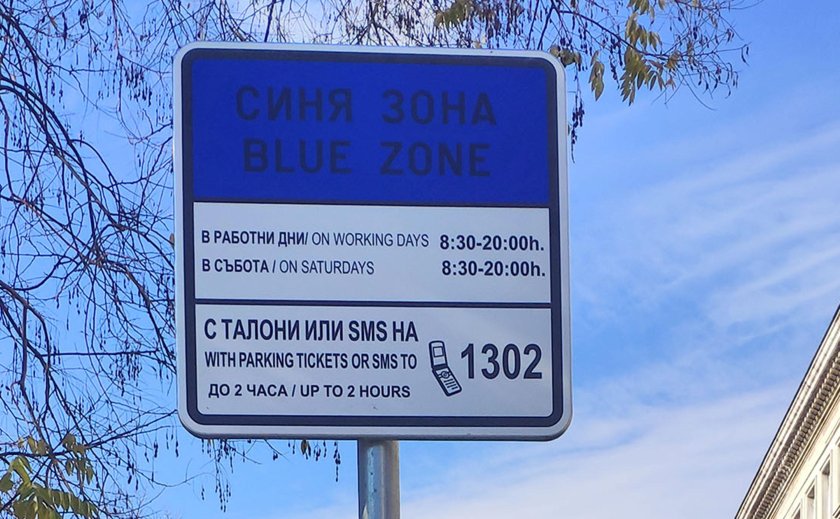 СИНЯ ЗОНА
BLUE ZONE
В РАБОТНИ ДНИ/ ON WORKING DAYS 8:30-20:00h.
В СЪБОТА / ON SATURDAYS 8:30-20:00h.
С ТАЛОНИ ИЛИ SMS НА
WITH PARKING TICKETS OR SMS TO 1302
ДО 2 ЧАСА / UP TO 2 HOURS